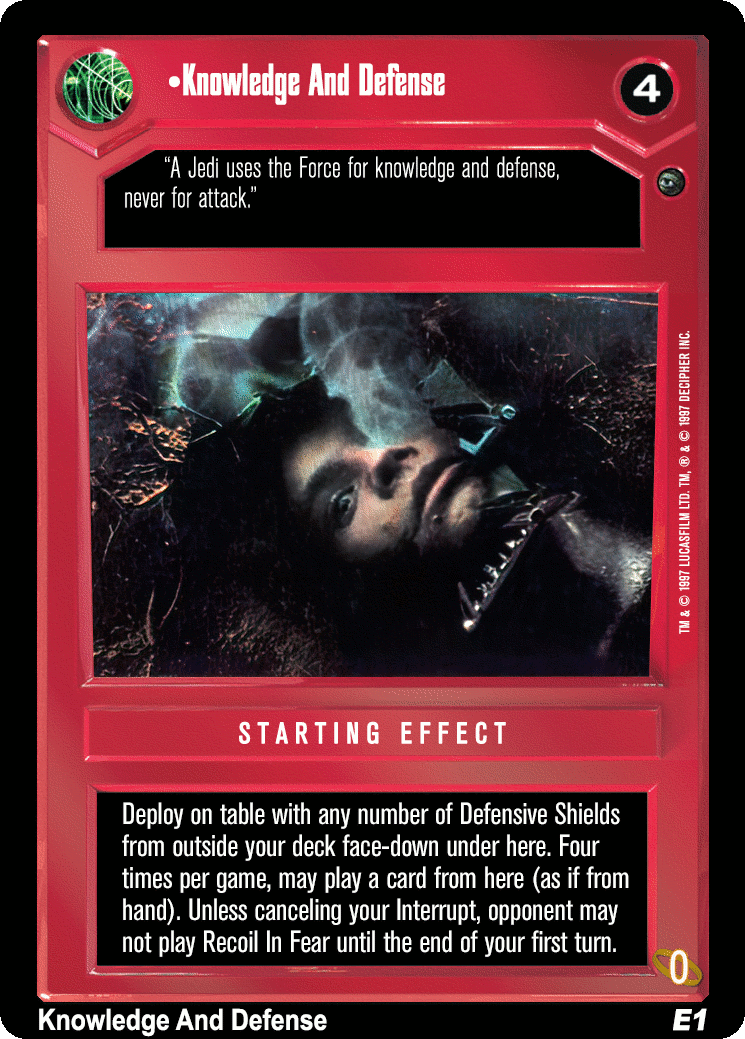 •Knowledge And Defense
4
“A Jedi uses the Force for knowledge and defense,
never for attack.”
TM & © 1997 LUCASFILM LTD. TM, ® & © 1997 DECIPHER INC.
STARTING EFFECT
Deploy on table with any number of Defensive Shields
from outside your deck face-down under here. Four
times per game, may play a card from here (as if from
hand). Unless canceling your Interrupt, opponent may
not play Recoil In Fear until the end of your first turn.
0
Knowledge And Defense
E1